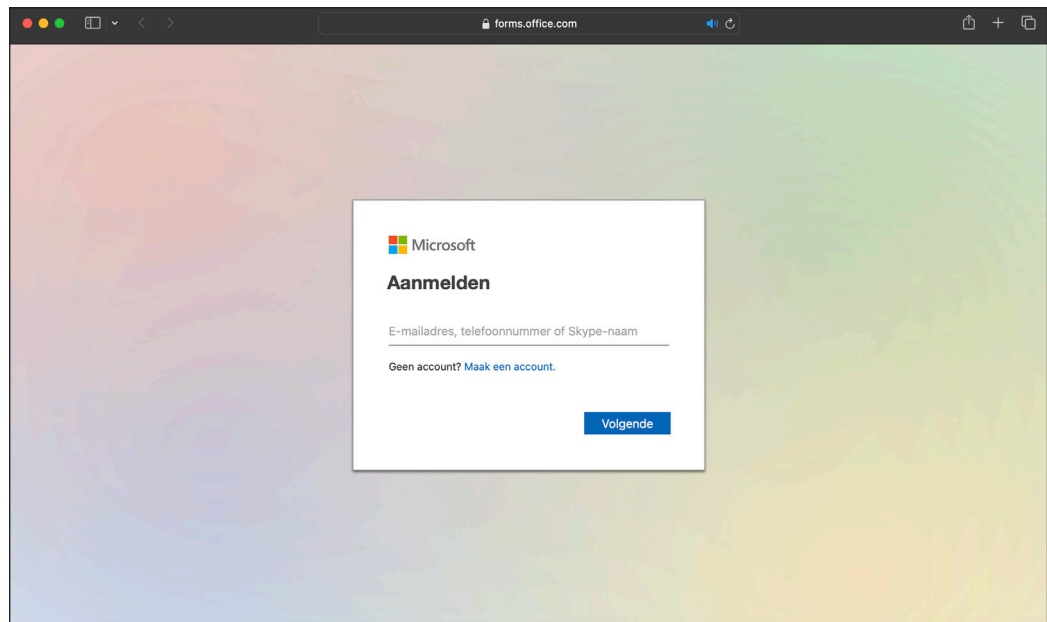 forms.office.com
Microsoft
Aanmelden
E-mailadres, telefoonnummer of Skype-naam
Geen account? Maak een account.
Volgende